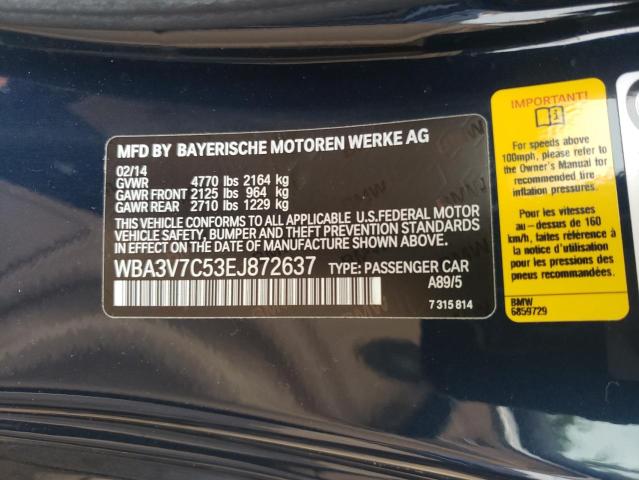 MFD BY BAYERISCHE MOTOREN WERKE AG
02/14
GVWR 4770 lbs 2164 kg
GAWR FRONT 2125 lbs 964 kg
GAWR REAR 2710 lbs 1229 kg
THIS VEHICLE CONFORMS TO ALL APPLICABLE U.S.FEDERAL MOTOR
VEHICLE SAFETY, BUMPER AND THEFT PREVENTION STANDARDS
IN EFFECT ON THE DATE OF MANUFACTURE SHOWN ABOVE.
WBA3V7C53EJ872637 TYPE: PASSENGER CAR
A89/5
7 315 814
IMPORTANT!
For speeds above
100mph, please refer to
the Owner's Manual for
recommended tire
inflation pressures.
Pour les vitesses
au-dessus de 160
km/h, faites référence à
la notice d'utilisation
des pressions de pneus.
BMW
6859729